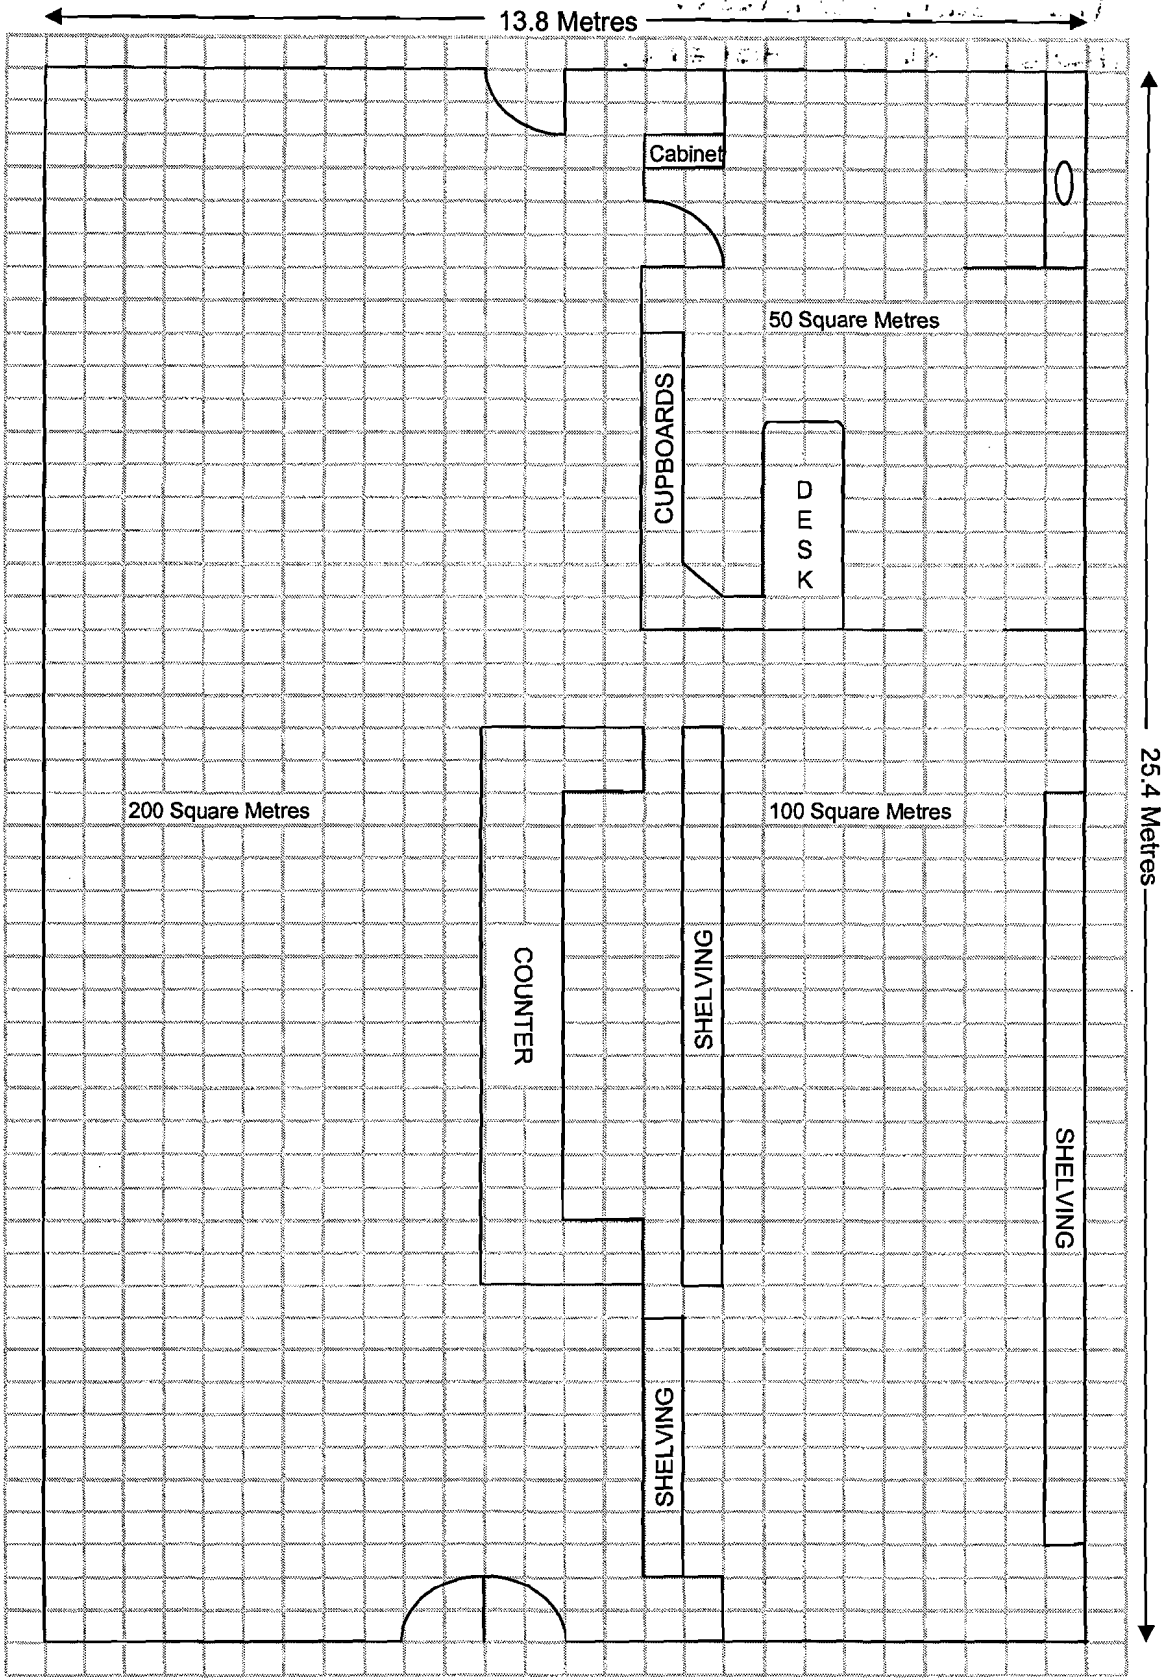 13.8 Metres
Cabinet
50 Square Metres
CUPBOARDS
DESK
25.4 Metres
200 Square Metres
100 Square Metres
COUNTER
SHELVING
SHELVING
SHELVING